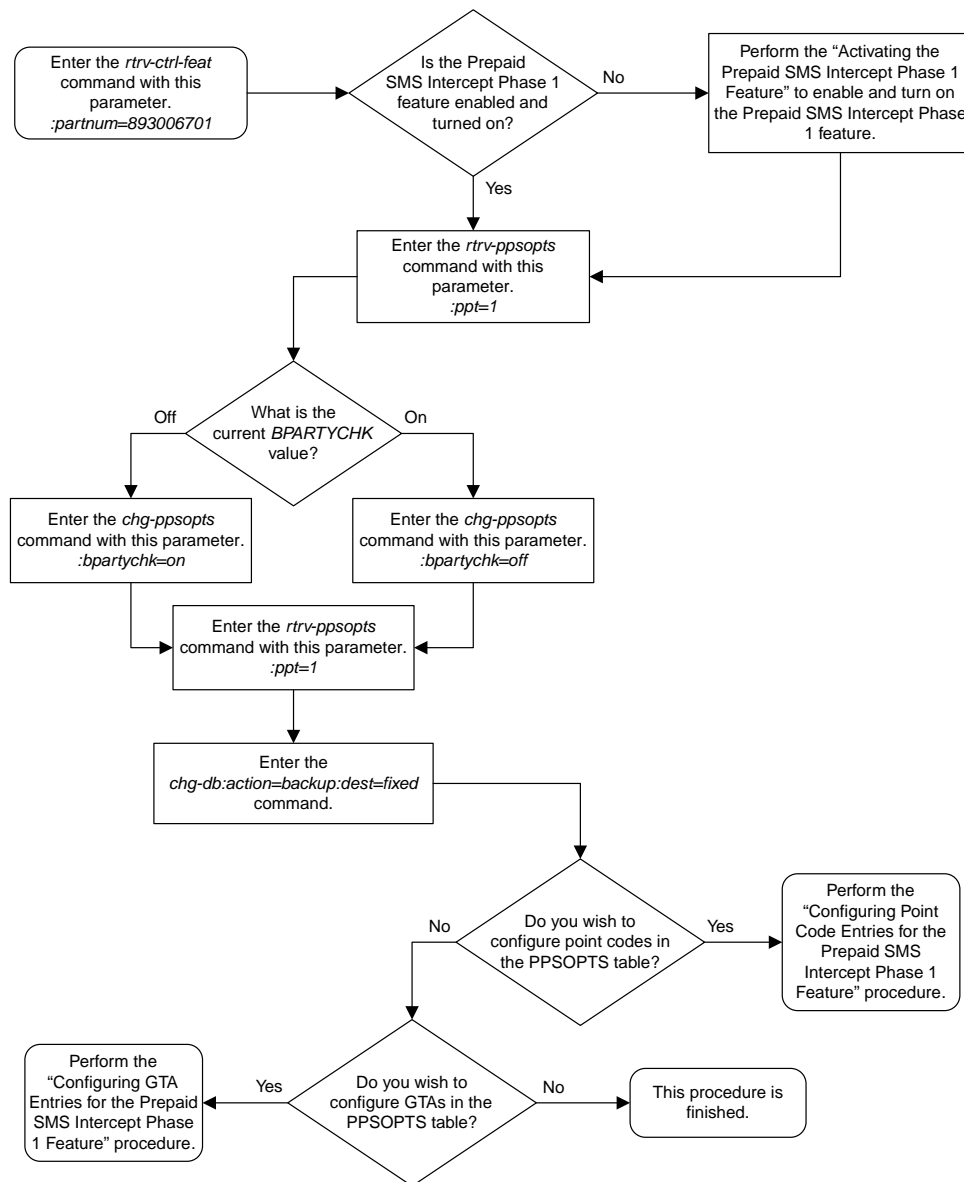 Enter the rtrv-ctrl-feat
command with this
parameter.
:partnum=893006701
Is the Prepaid
SMS Intercept Phase 1
feature enabled and
turned on?
No
Perform the “Activating the
Prepaid SMS Intercept Phase 1
Feature” to enable and turn on
the Prepaid SMS Intercept Phase
1 feature.
Yes
Enter the rtrv-ppsopts
command with this
parameter.
:ppt=1
Off
What is the
current BPARTYCHK
value?
On
Enter the chg-ppsopts
command with this parameter.
:bpartychk=on
Enter the chg-ppsopts
command with this parameter.
:bpartychk=off
Enter the rtrv-ppsopts
command with this parameter.
:ppt=1
Enter the
chg-db:action=backup:dest=fixed
command.
No
Do you wish to
configure point codes in
the PPSOPTS table?
Yes
Perform the
“Configuring Point
Code Entries for the
Prepaid SMS
Intercept Phase 1
Feature” procedure.
Perform the
“Configuring GTA
Entries for the Prepaid
SMS Intercept Phase
1 Feature” procedure.
Yes
Do you wish to
configure GTAs in the
PPSOPTS table?
No
This procedure is
finished.